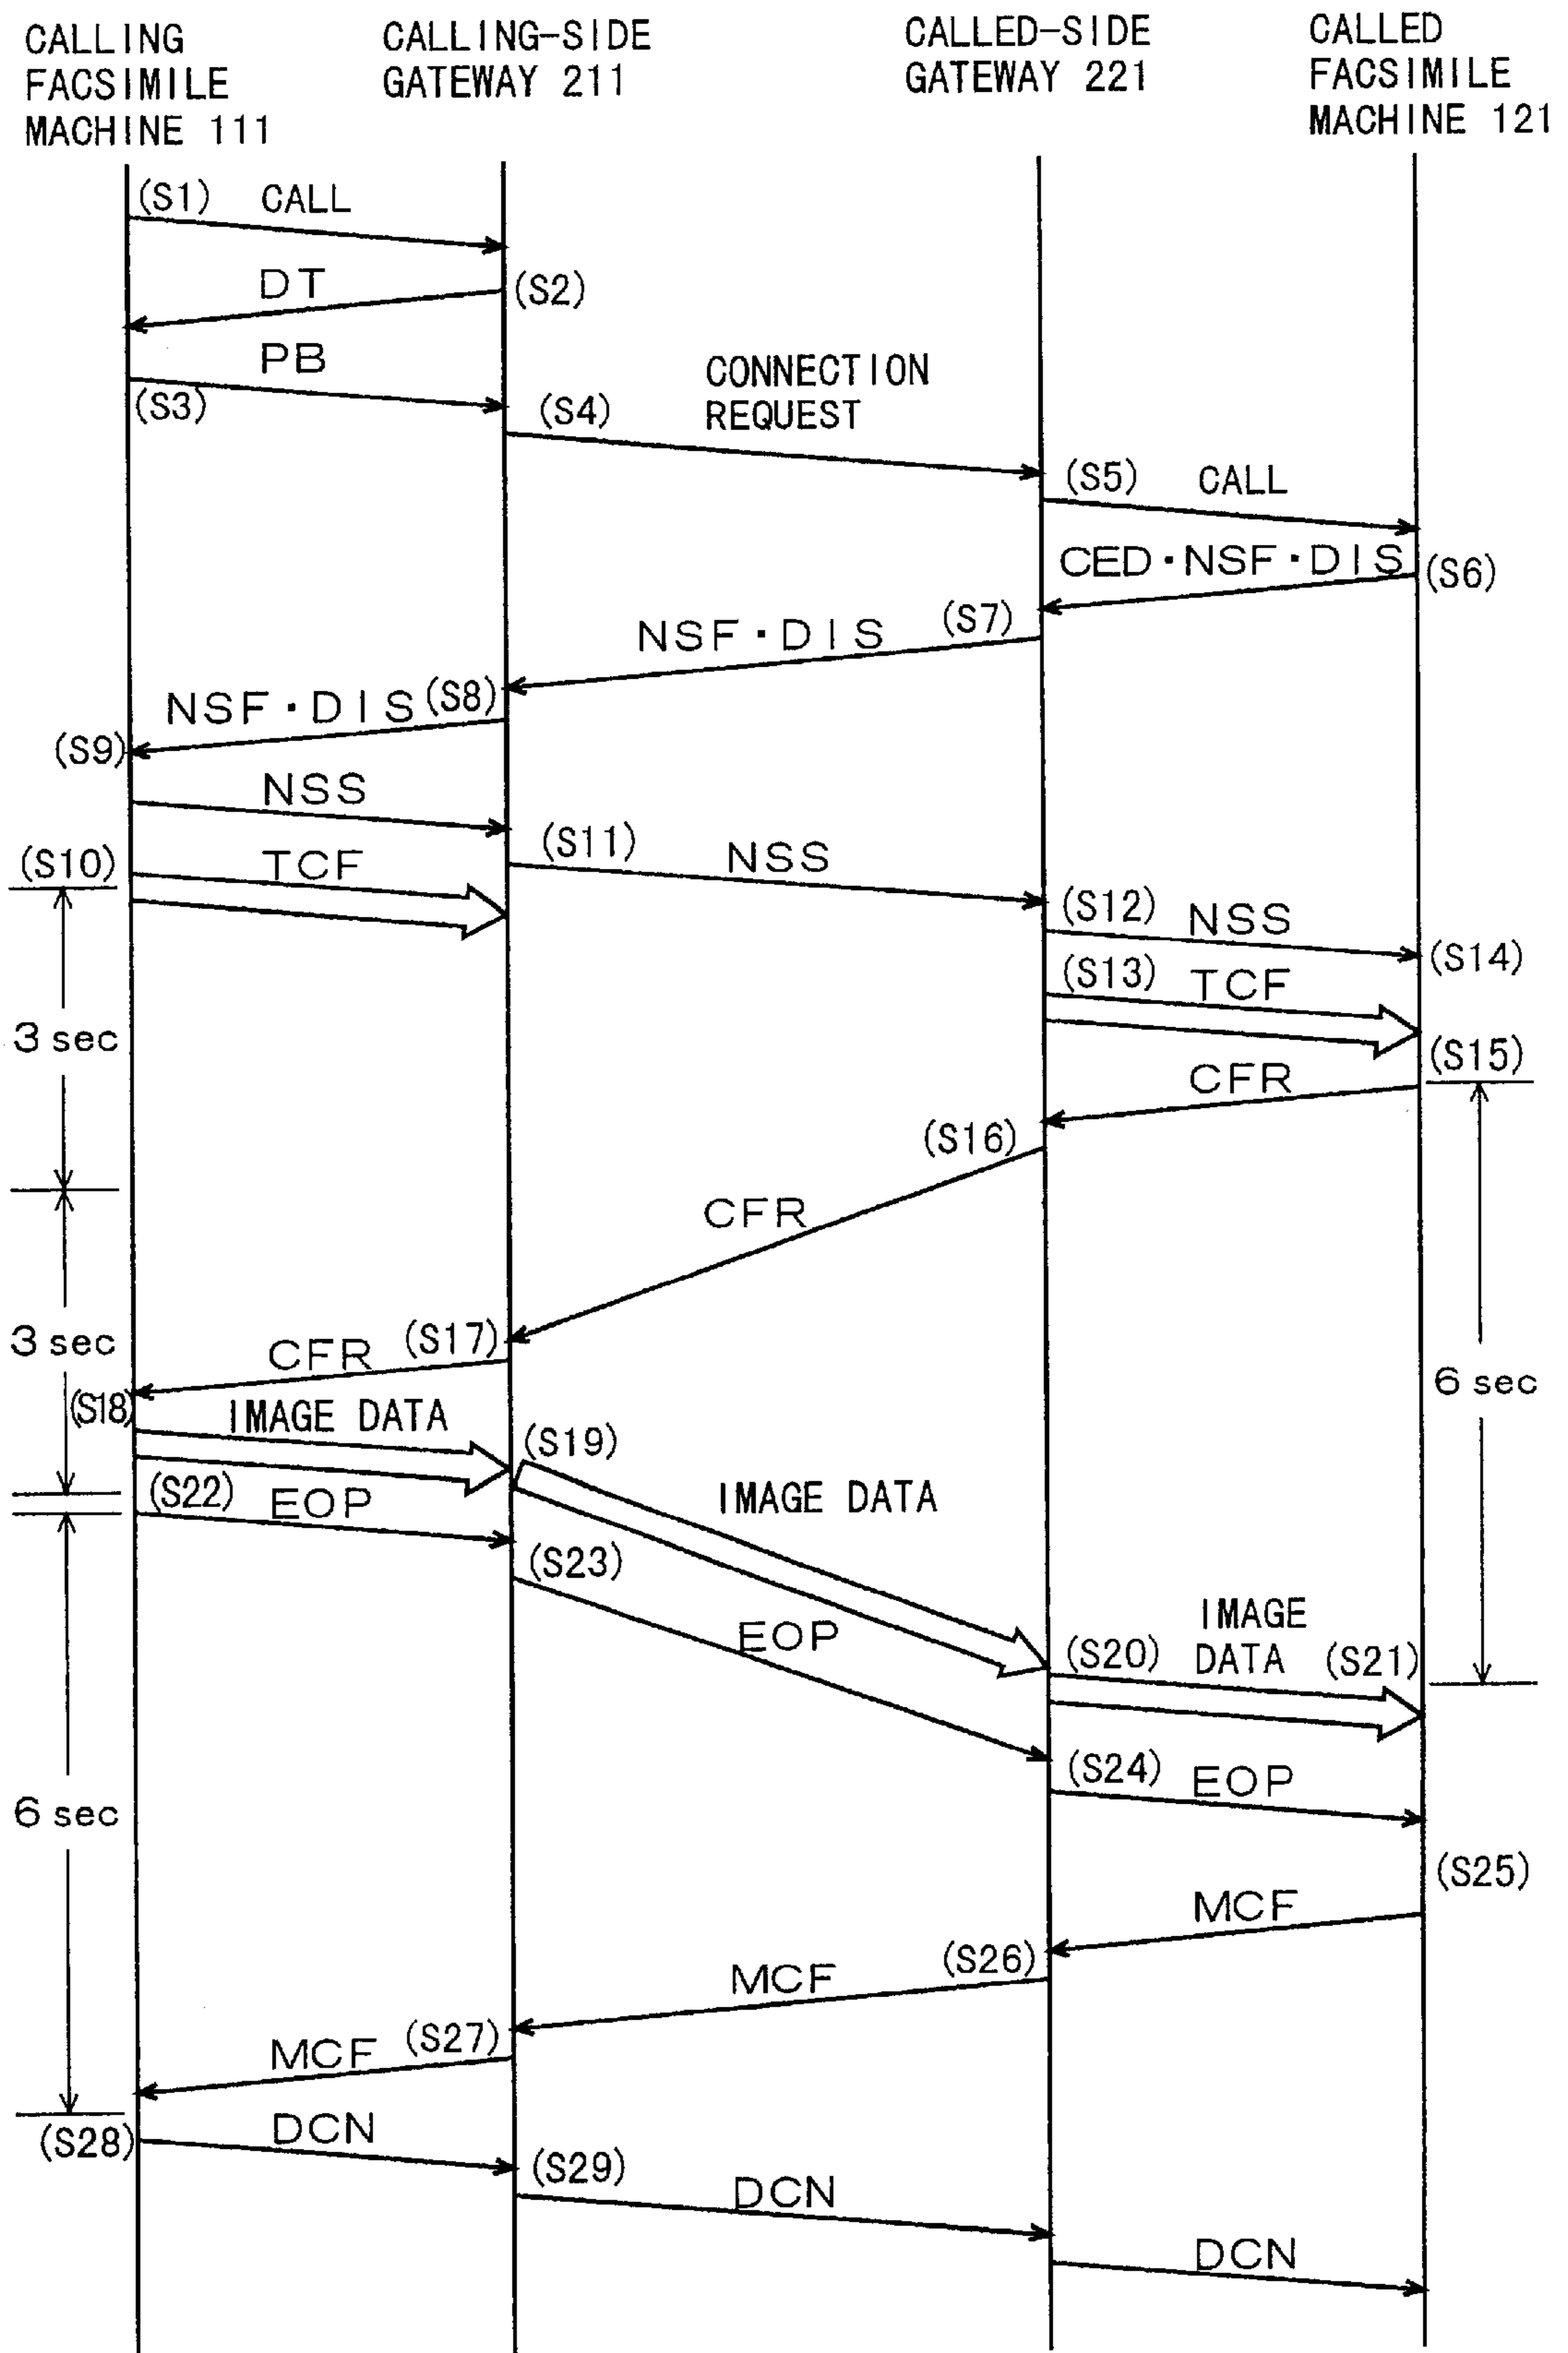 CALLING
FACSIMILE
MACHINE 111
CALLING-SIDE
GATEWAY 211
CALLED-SIDE
GATEWAY 221
CALLED
FACSIMILE
MACHINE 121
(S1) CALL
DT (S2)
PB
(S3)
(S4) CONNECTION
REQUEST
(S5) CALL
CED・NSF・DIS (S6)
NSF・DIS (S7)
NSF・DIS (S8)
(S9)
NSS
(S10) TCF
(S11) NSS
(S12) NSS
(S14)
(S13) TCF
3 sec
(S15)
CFR
(S16)
CFR
3 sec
CFR (S17)
6 sec
(S18) IMAGE DATA
(S19)
IMAGE DATA
(S22) EOP
(S23)
EOP
IMAGE
(S20) DATA (S21)
(S24) EOP
6 sec
(S25)
MCF
MCF (S26)
MCF (S27)
(S28) DCN
(S29) DCN
DCN